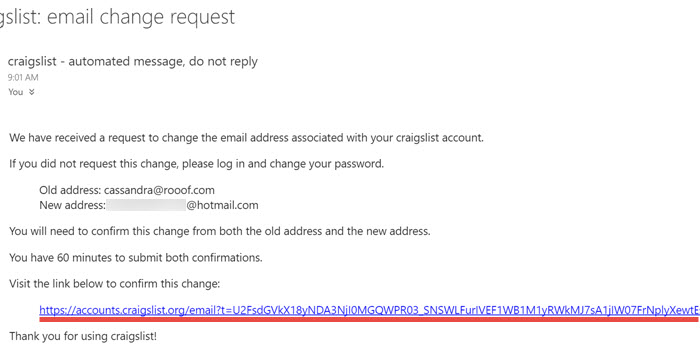 gslist: email change request
craigslist - automated message, do not reply
9:01 AM
You
We have received a request to change the email address associated with your craigslist account.
If you did not request this change, please log in and change your password.
Old address: cassandra@rooof.com
New address: @hotmail.com
You will need to confirm this change from both the old address and the new address.
You have 60 minutes to submit both confirmations.
Visit the link below to confirm this change:
https://accounts.craigslist.org/email?t=U2FsdGVkX18yNDA3NjI0MGQWPR03_SNSWLFurIVEF1WB1M1yRWkMJ7sA1jIW07FrNplyXewtE
Thank you for using craigslist!